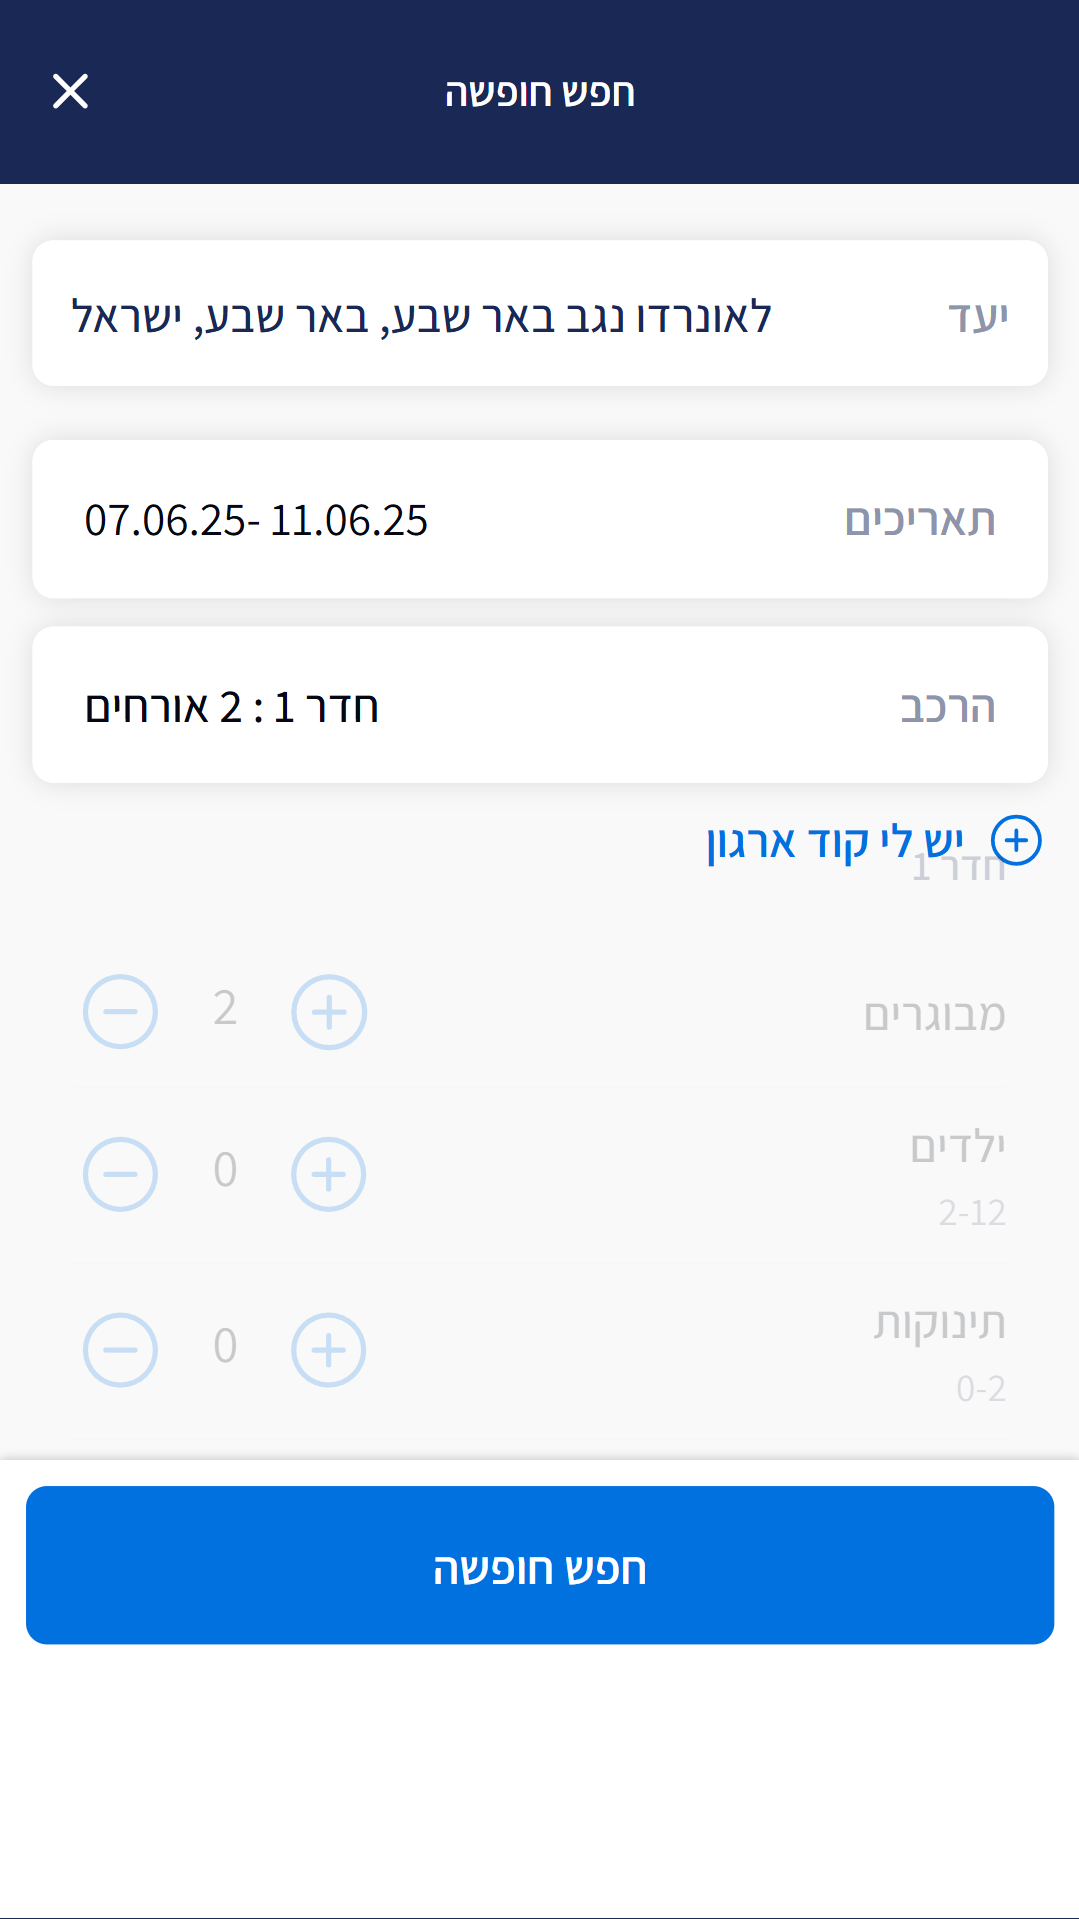 חפש חופשה
יעד
לאונרדו נגב באר שבע, באר שבע, ישראל
תאריכים
07.06.25- 11.06.25
הרכב
חדר 1 : 2 אורחים
יש לי קוד ארגון
חדר 1
מבוגרים
2
ילדים
0
2-12
תינוקות
0
0-2
חפש חופשה